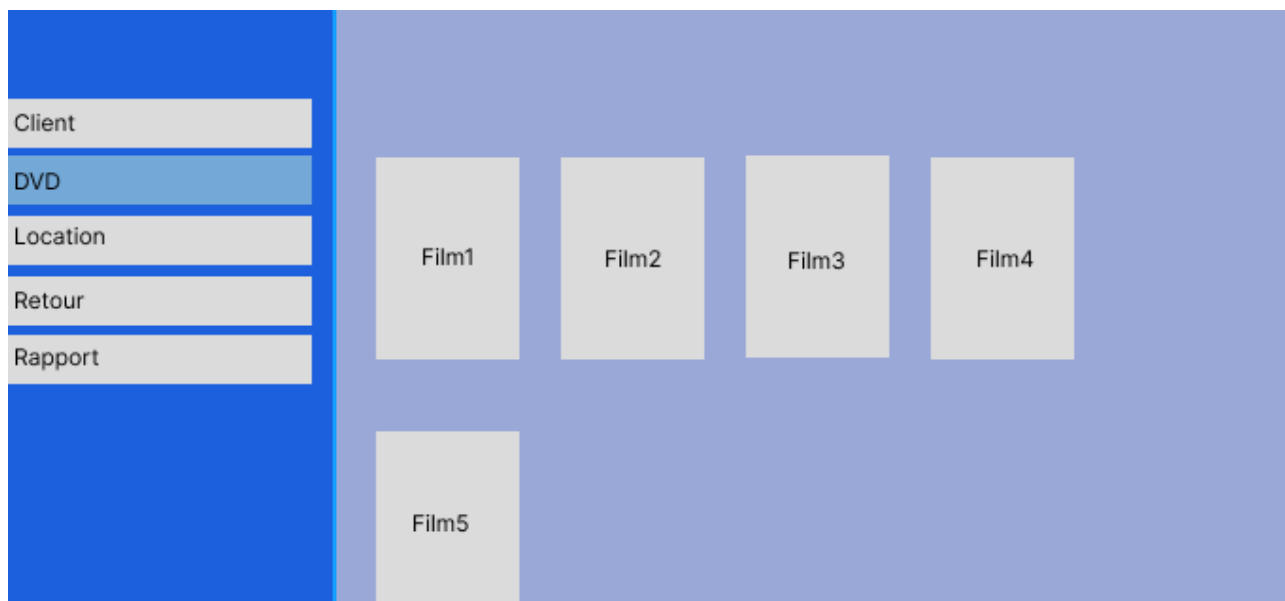 Client
DVD
Location
Retour
Rapport
Film1
Film2
Film3
Film4
Film5